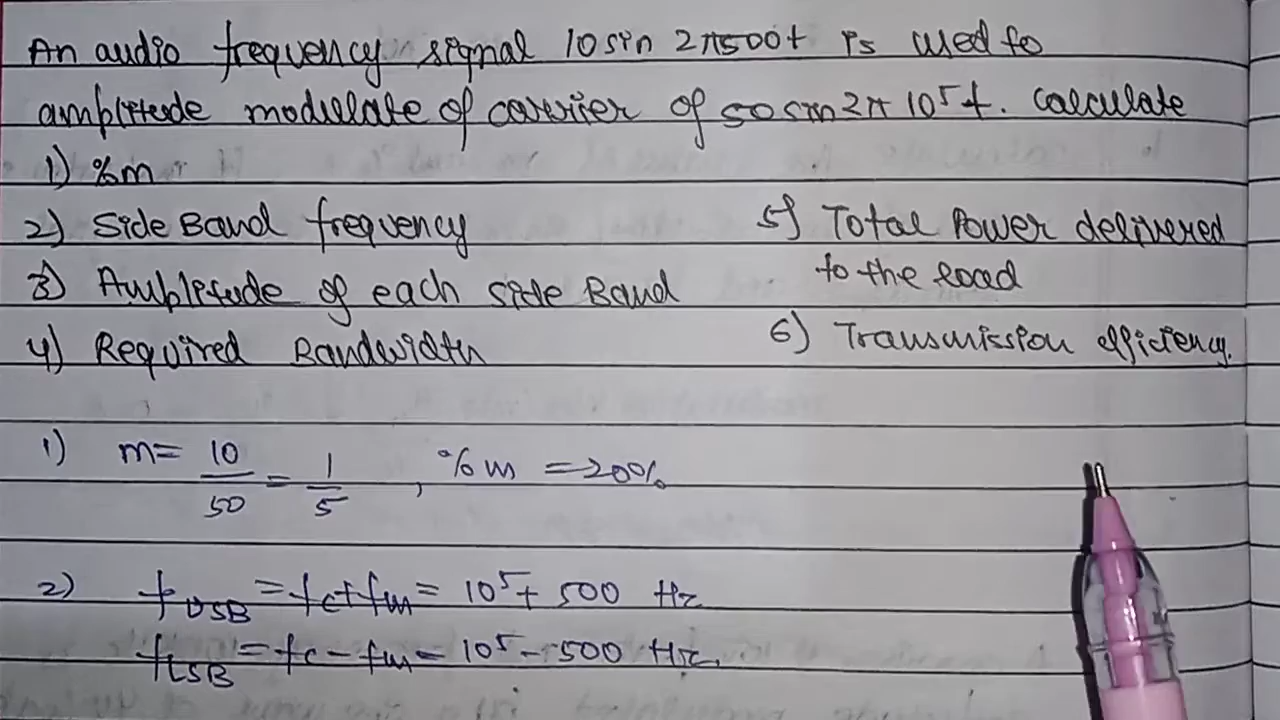 An audio frequency signal 10 sin 2π500t is used to
amplitude modulate of carrier of 50 sin 2π 10⁵t. Calculate
1) %m
2) Side Band frequency
3) Amplitude of each side Band
4) Required Bandwidth
5) Total Power delivered
to the load
6) Transmission efficiency.
1) m = 10/50 = 1/5 , %m = 20%
2) fUSB = fc+fm = 10⁵+ 500 Hz
fLSB = fc - fm = 10⁵ - 500 Hz.